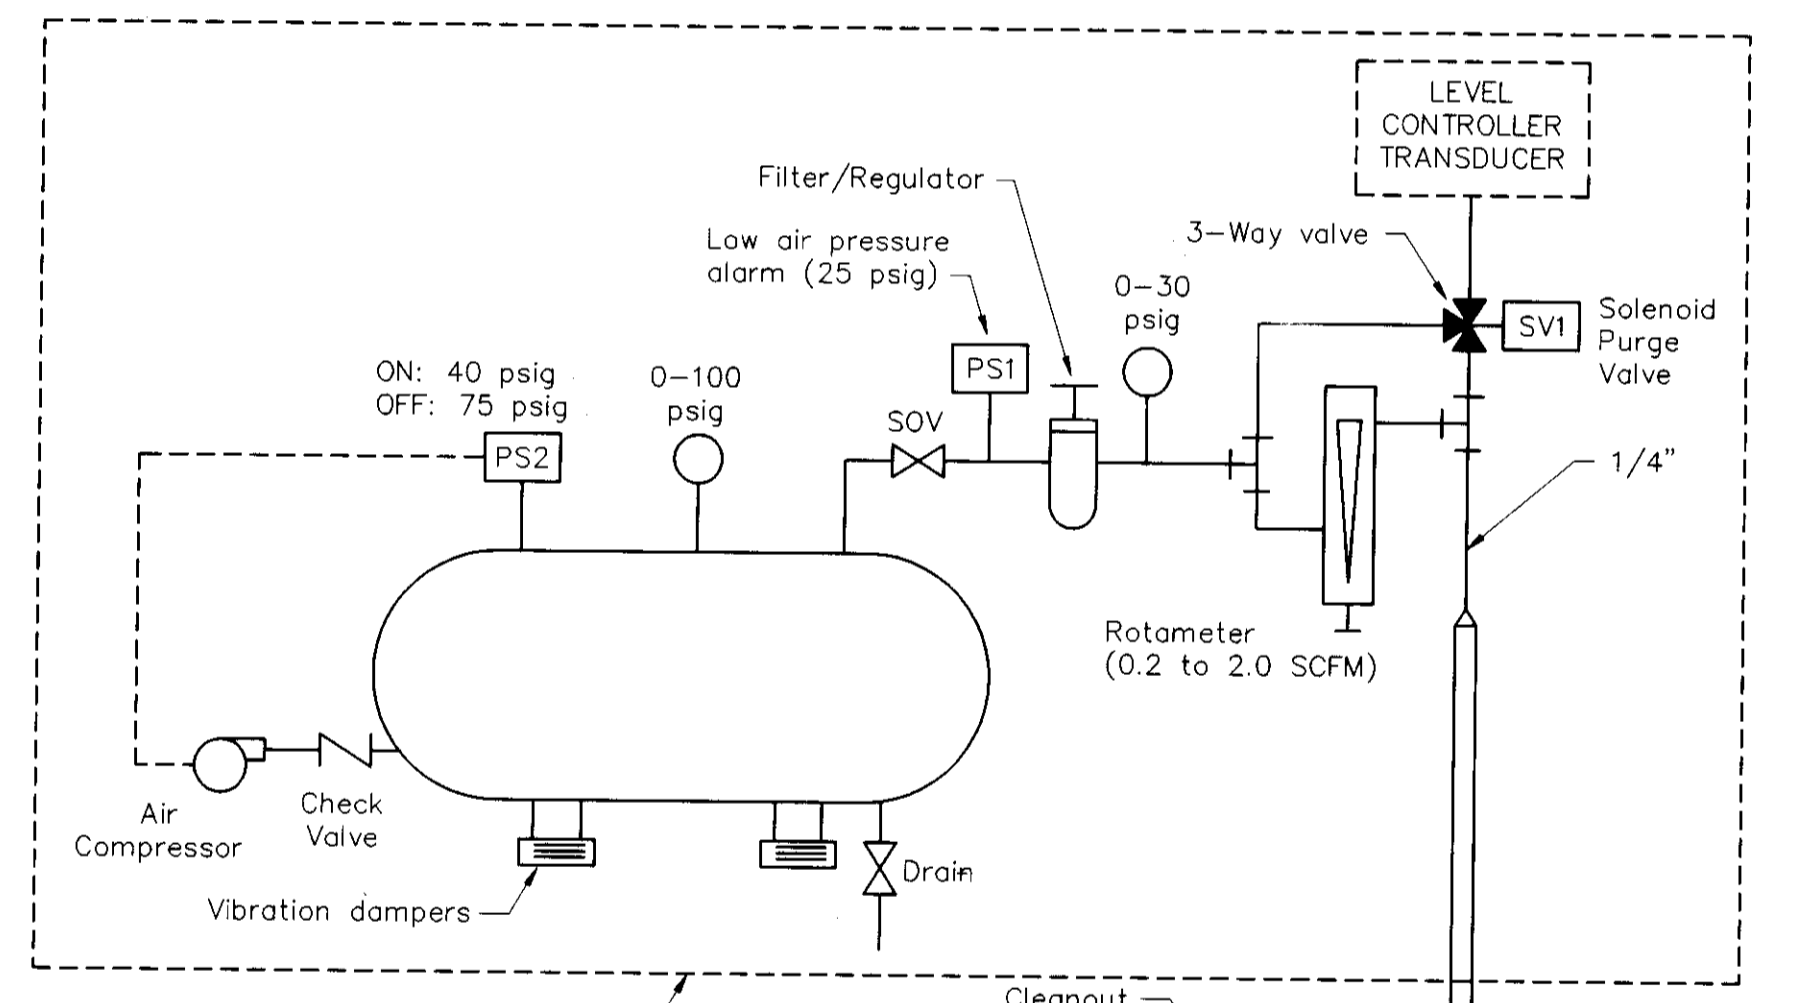 LEVEL
CONTROLLER
TRANSDUCER
Filter/Regulator
3-Way valve
Low air pressure
alarm (25 psig)
0-30
psig
SV1
Solenoid
Purge
Valve
PS1
ON: 40 psig
OFF: 75 psig
0-100
psig
SOV
PS2
1/4"
Rotameter
(0.2 to 2.0 SCFM)
Air
Compressor
Check
Valve
Drain
Vibration dampers
Cleanout